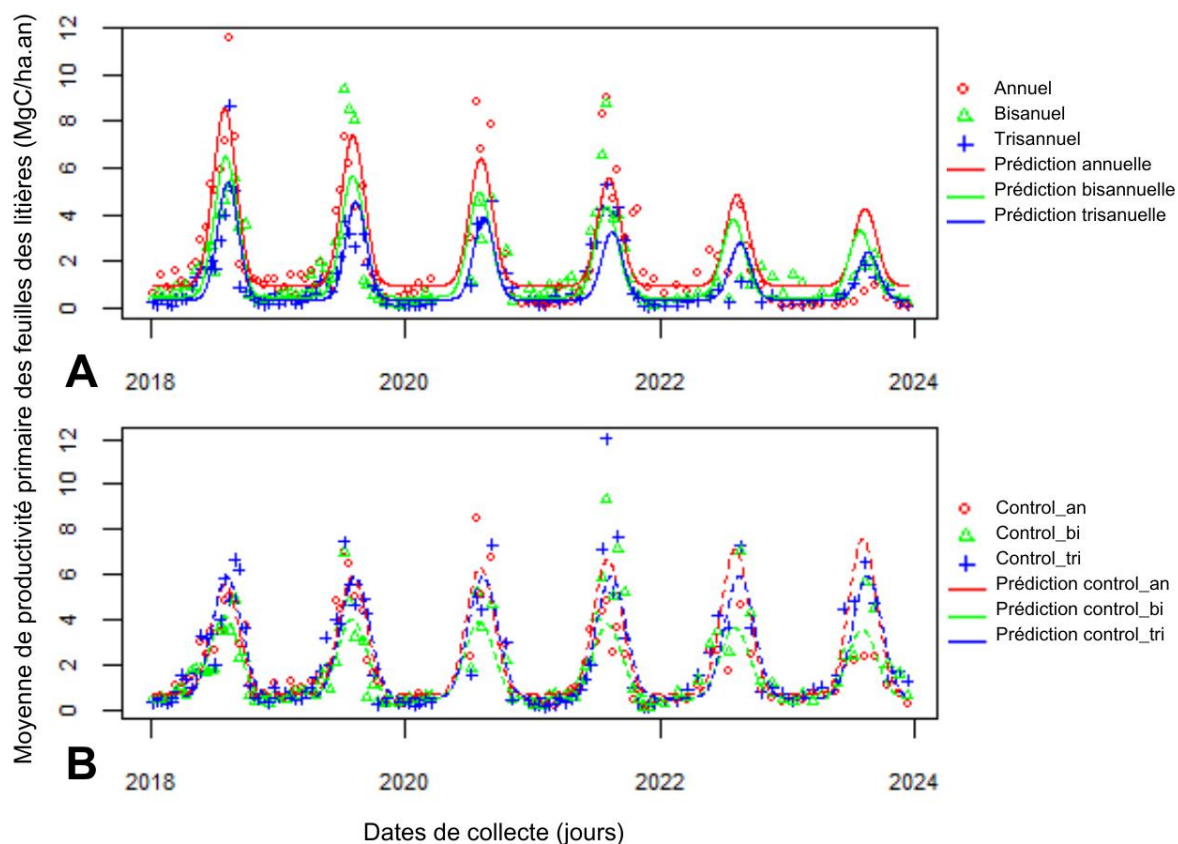 Moyenne de productivité primaire des feuilles des litières (MgC/ha.an)
12
10
8
6
4
2
0
2018
2020
2022
2024
A
Annuel
Bisanuel
Trisannuel
Prédiction annuelle
Prédiction bisannuelle
Prédiction trisanuelle
12
10
8
6
4
2
0
2018
2020
2022
2024
B
Control_an
Control_bi
Control_tri
Prédiction control_an
Prédiction control_bi
Prédiction control_tri
Dates de collecte (jours)